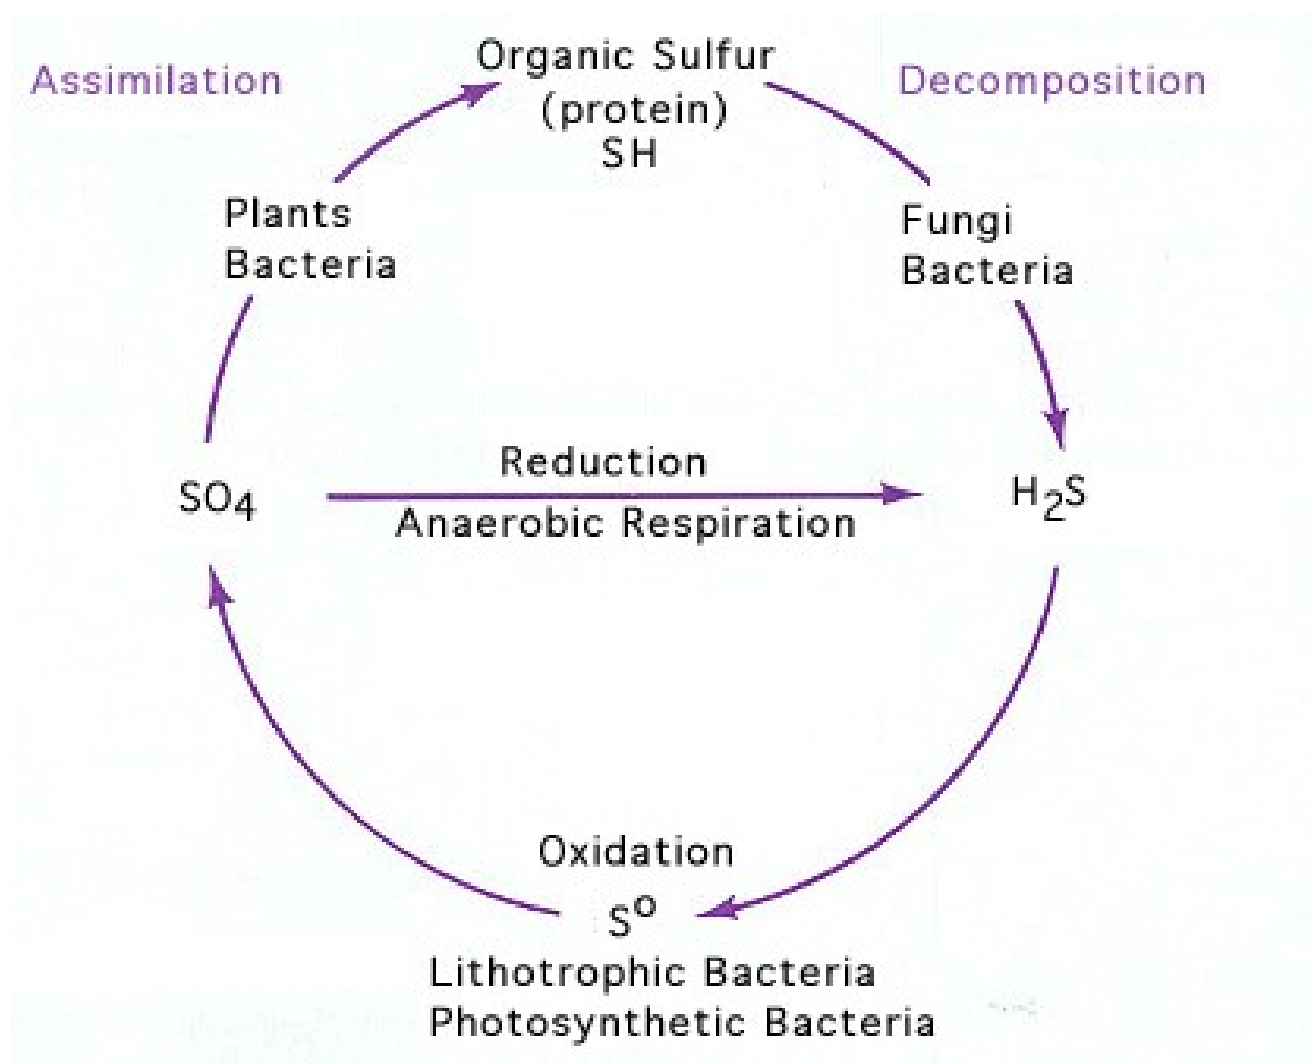 Assimilation
Organic Sulfur
(protein)
SH
Decomposition
Plants
Bacteria
Fungi
Bacteria
SO4
Reduction
Anaerobic Respiration
H2S
Oxidation
S⁰
Lithotrophic Bacteria
Photosynthetic Bacteria